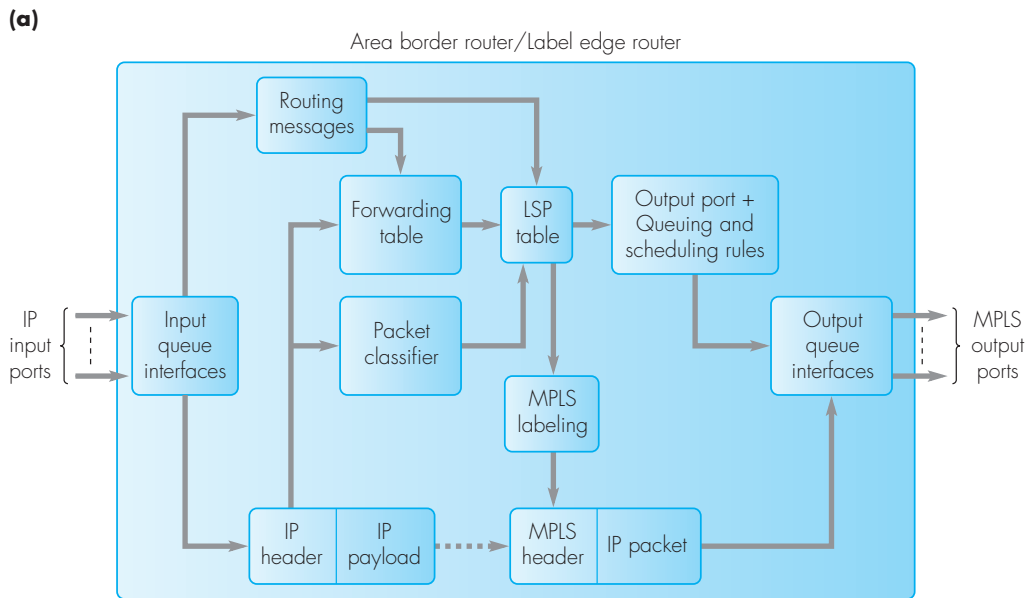 (a)
Area border router/Label edge router
Routing
messages
Forwarding
table
LSP
table
Output port +
Queuing and
scheduling rules
IP
input
ports
Input
queue
interfaces
Packet
classifier
Output
queue
interfaces
MPLS
output
ports
MPLS
labeling
IP
header
IP
payload
MPLS
header
IP packet